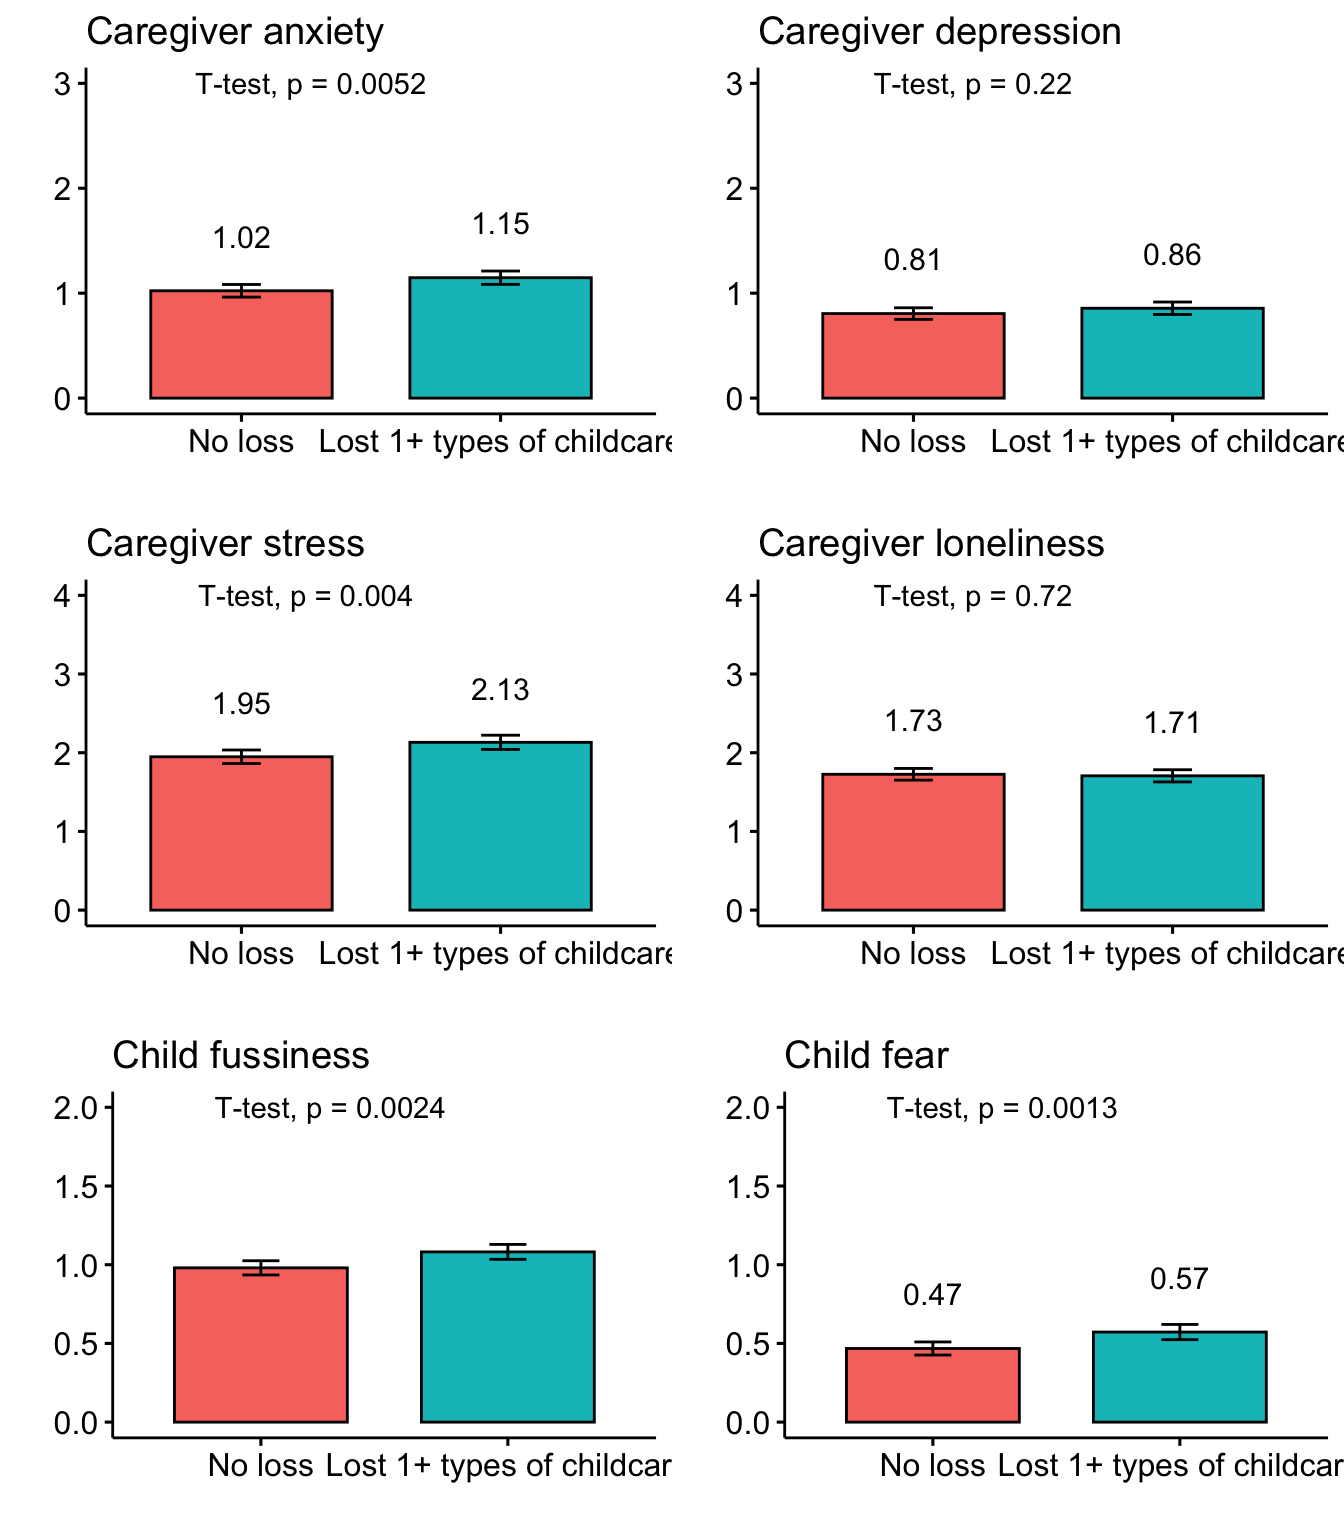 Caregiver anxiety
T-test, p = 0.0052
3
2
1
0
1.02
1.15
No loss
Lost 1+ types of childcare
Caregiver depression
T-test, p = 0.22
3
2
1
0
0.81
0.86
No loss
Lost 1+ types of childcare
Caregiver stress
T-test, p = 0.004
4
3
2
1
0
1.95
2.13
No loss
Lost 1+ types of childcare
Caregiver loneliness
T-test, p = 0.72
4
3
2
1
0
1.73
1.71
No loss
Lost 1+ types of childcare
Child fussiness
T-test, p = 0.0024
2.0
1.5
1.0
0.5
0.0
No loss
Lost 1+ types of childcar
Child fear
T-test, p = 0.0013
2.0
1.5
1.0
0.5
0.0
0.47
0.57
No loss
Lost 1+ types of childcar